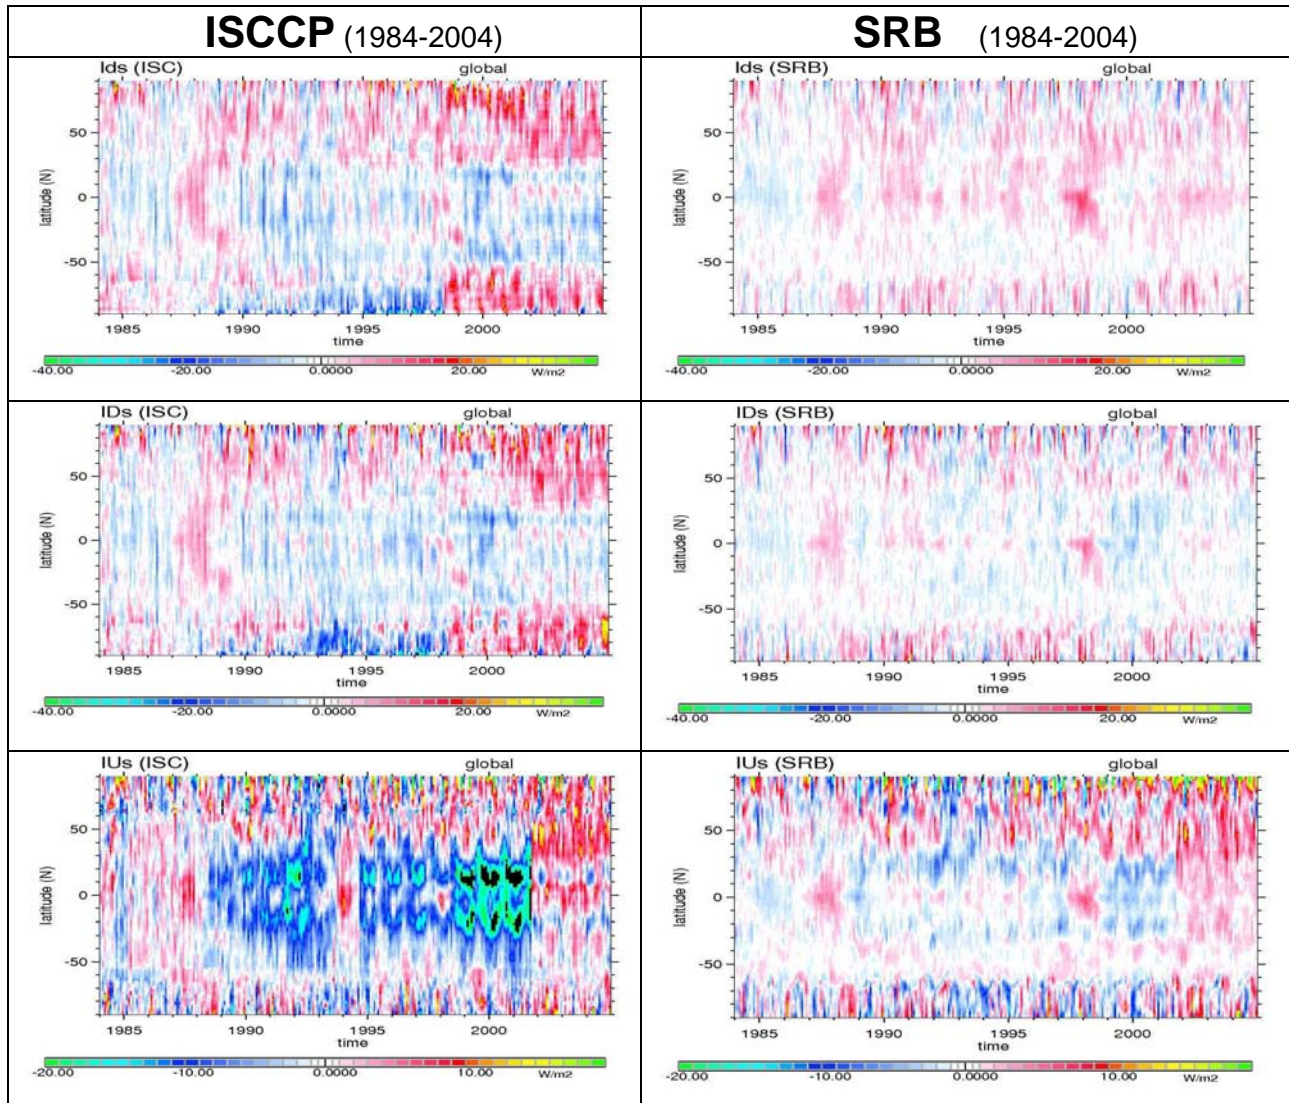 ISCCP (1984-2004)
SRB (1984-2004)
Ids (ISC) global
latitude (N)
50
0
-50
1985 1990 1995 2000
time
-40.00 -20.00 0.0000 20.00 W/m2
Ids (SRB) global
latitude (N)
50
0
-50
1985 1990 1995 2000
time
-40.00 -20.00 0.0000 20.00 W/m2
IDs (ISC) global
latitude (N)
50
0
-50
1985 1990 1995 2000
time
-40.00 -20.00 0.0000 20.00 W/m2
IDs (SRB) global
latitude (N)
50
0
-50
1985 1990 1995 2000
time
-40.00 -20.00 0.0000 20.00 W/m2
IUs (ISC) global
latitude (N)
50
0
-50
1985 1990 1995 2000
time
-20.00 -10.00 0.0000 10.00 W/m2
IUs (SRB) global
latitude (N)
50
0
-50
1985 1990 1995 2000
time
-20.00 -10.00 0.0000 10.00 W/m2